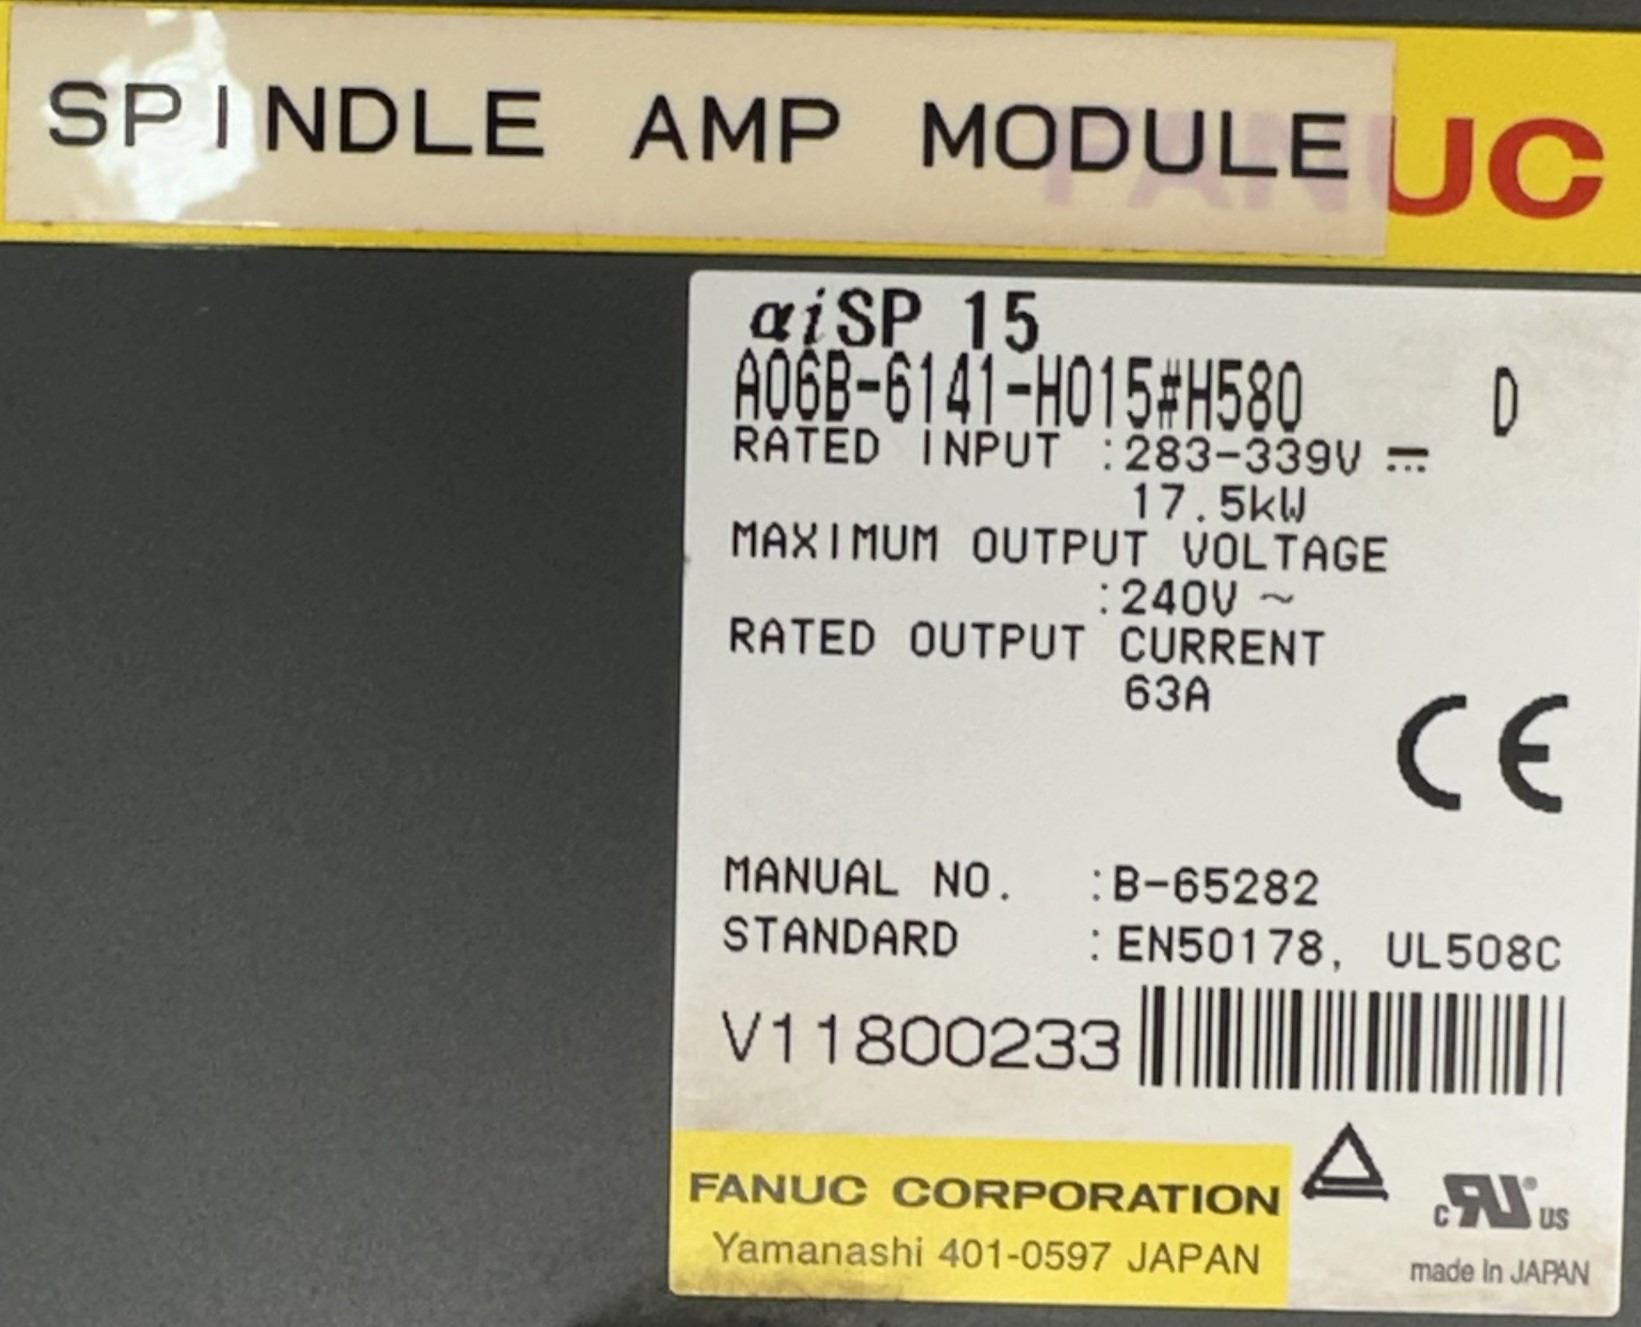 SPINDLE AMP MODULE
FANUC
αiSP 15
A06B-6141-H015#H580 D
RATED INPUT :283-339V ⎓
17.5kW
MAXIMUM OUTPUT VOLTAGE
:240V ~
RATED OUTPUT CURRENT
63A
CE
MANUAL NO. :B-65282
STANDARD :EN50178, UL508C
V11800233
FANUC CORPORATION
Yamanashi 401-0597 JAPAN
c RU ® US
made in JAPAN